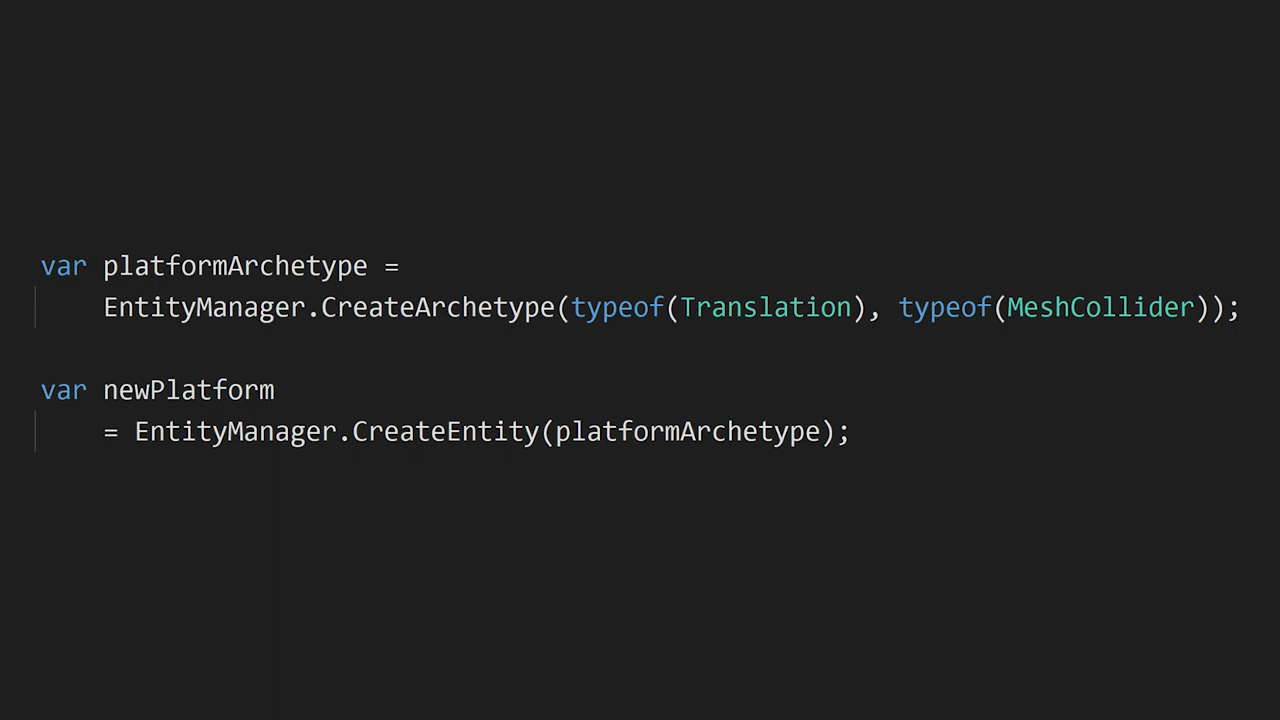 var platformArchetype =
EntityManager.CreateArchetype(typeof(Translation), typeof(MeshCollider));
var newPlatform
= EntityManager.CreateEntity(platformArchetype);